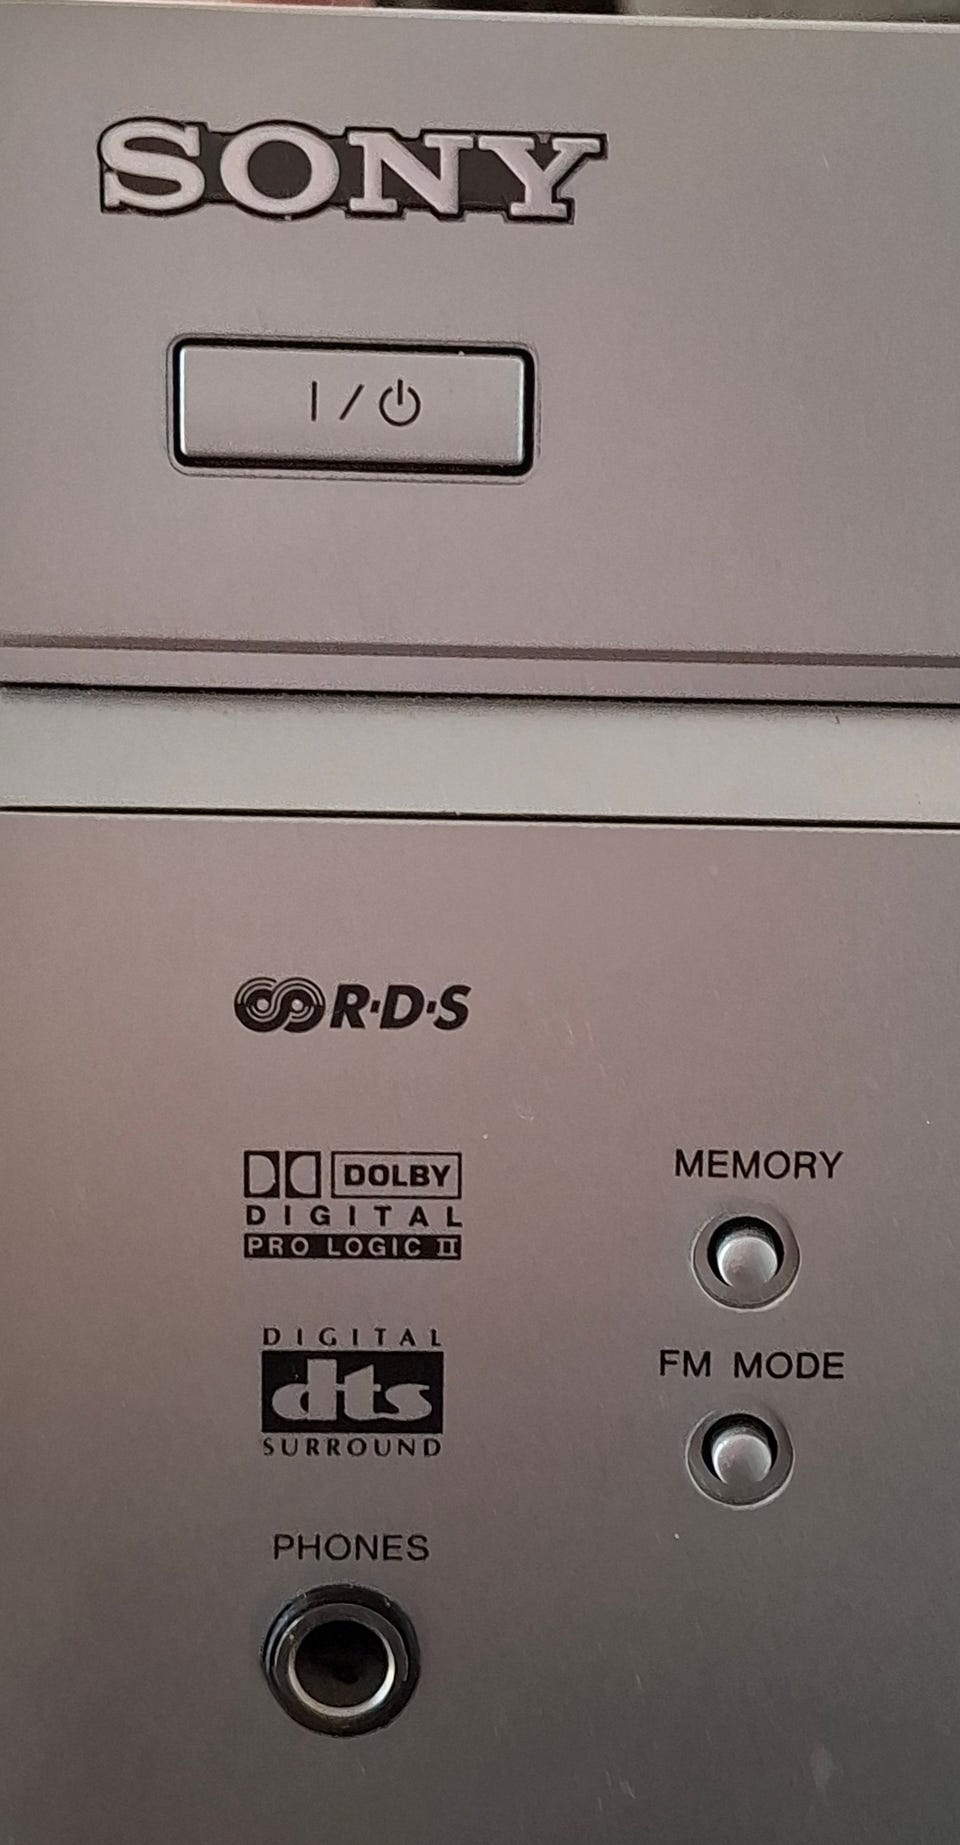 SONY
I / ⏻
R·D·S
DOLBY
DIGITAL
PRO LOGIC II
DIGITAL
dts
SURROUND
PHONES
MEMORY
FM MODE